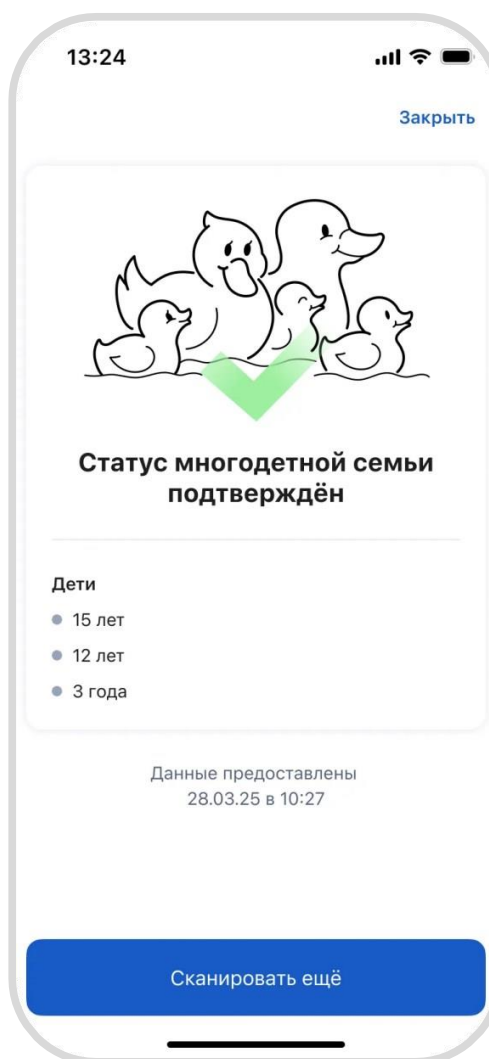 13:24
Закрыть
Статус многодетной семьи
подтверждён
Дети
15 лет
12 лет
3 года
Данные предоставлены
28.03.25 в 10:27
Сканировать ещё